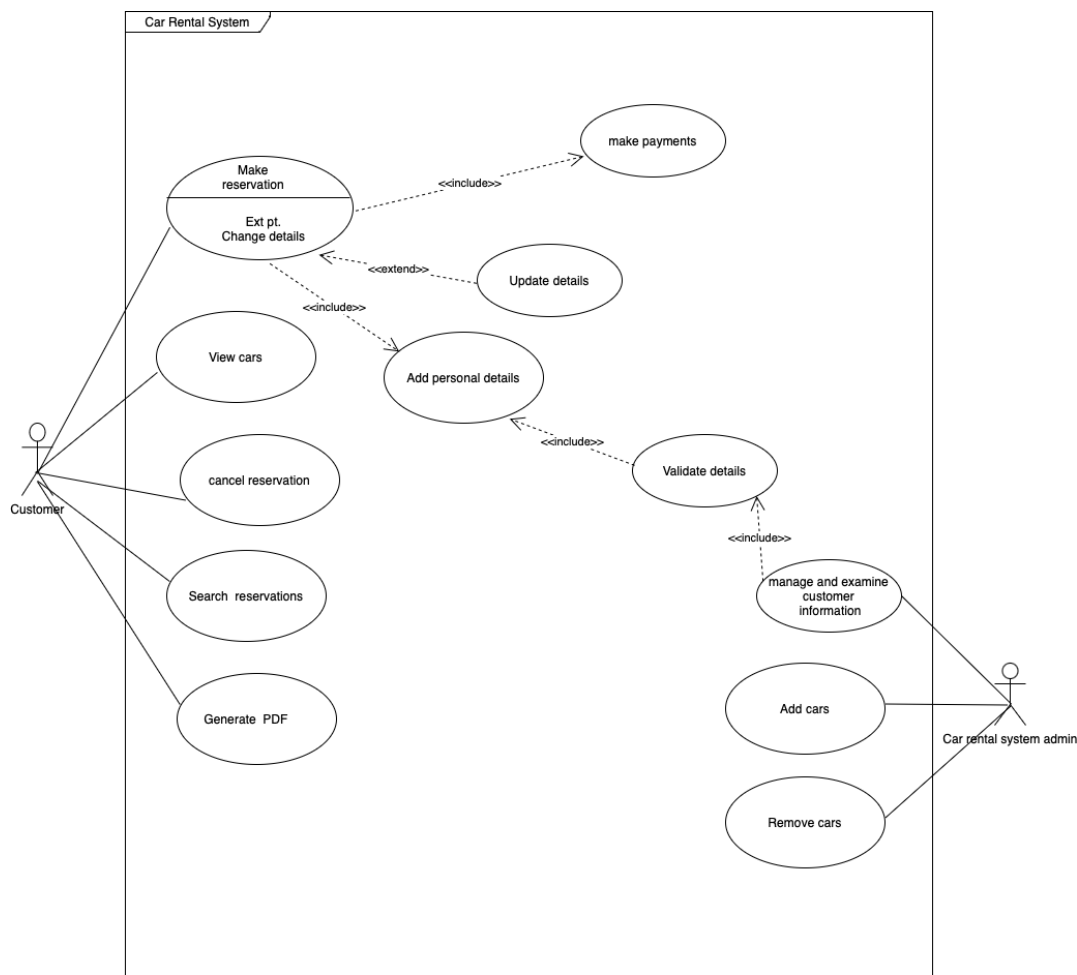 Car Rental System
make payments
Make
reservation
<<include>>
Ext pt.
Change details
<<extend>>
Update details
<<include>>
View cars
Add personal details
<<include>>
Validate details
cancel reservation
Customer
<<include>>
manage and examine
customer
information
Search reservations
Add cars
Generate PDF
Car rental system admin
Remove cars